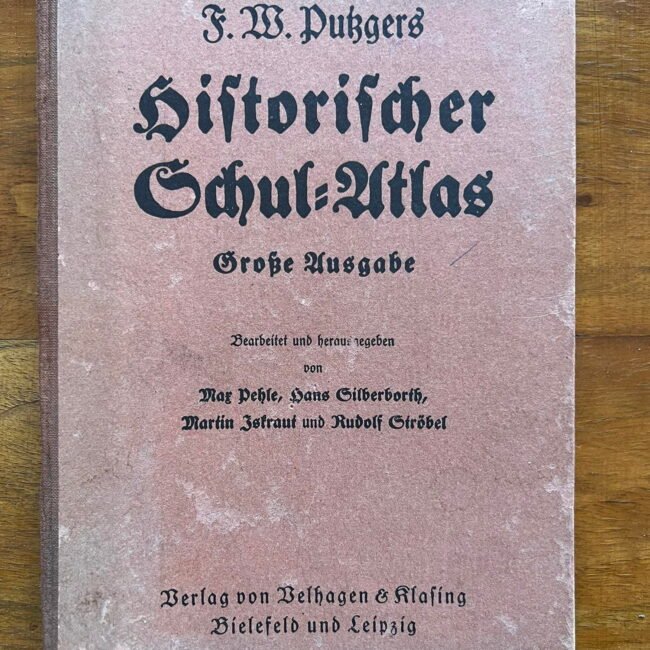 F. W. Putzgers
Historischer
Schul=Atlas
Große Ausgabe
Bearbeitet und herausgegeben
von
Max Pehle, Hans Silberborth,
Martin Iskraut und Rudolf Ströbel
Verlag von Velhagen & Klasing
Bielefeld und Leipzig